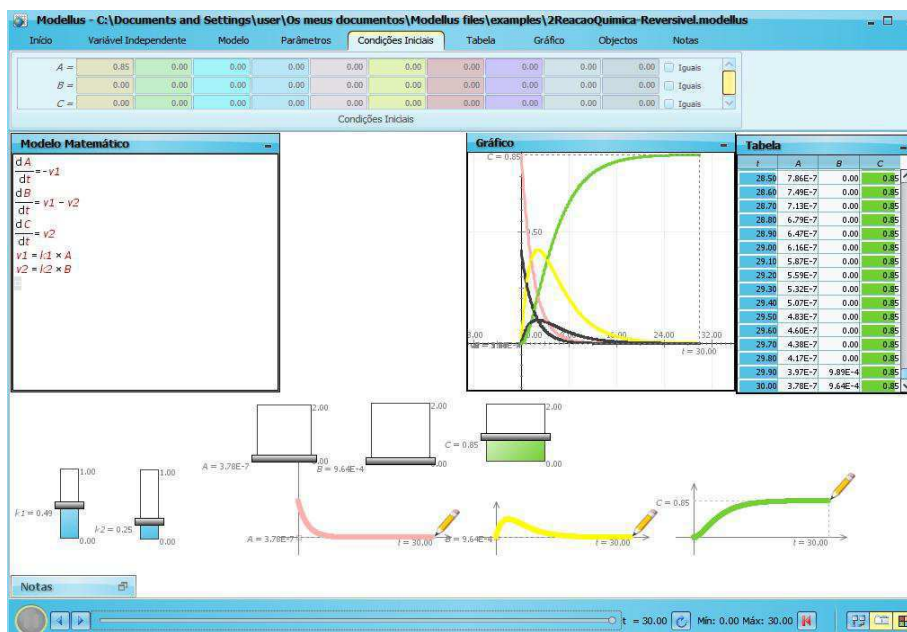 Modellus - C:\Documents and Settings\user\Os meus documentos\Modellus files\examples\2ReacaoQuimica-Reversivel.modellus
Início Variável Independente Modelo Parâmetros Condições Iniciais Tabela Gráfico Objectos Notas
A = 0.85 0.00 0.00 0.00 0.00 0.00 0.00 0.00 0.00 0.00 Iguais
B = 0.00 0.00 0.00 0.00 0.00 0.00 0.00 0.00 0.00 0.00 Iguais
C = 0.00 0.00 0.00 0.00 0.00 0.00 0.00 0.00 0.00 0.00 Iguais
Condições Iniciais
Modelo Matemático
dA
dt = -v1
dB
dt = v1 - v2
dC
dt = v2
v1 = k1 × A
v2 = k2 × B
Gráfico
C = 0.85
0.50
24.00 32.00
t = 30.00
Tabela
t A B C
28.50 7.86E-7 0.00 0.85
28.60 7.49E-7 0.00 0.85
28.70 7.13E-7 0.00 0.85
28.80 6.79E-7 0.00 0.85
28.90 6.47E-7 0.00 0.85
29.00 6.16E-7 0.00 0.85
29.10 5.87E-7 0.00 0.85
29.20 5.59E-7 0.00 0.85
29.30 5.32E-7 0.00 0.85
29.40 5.07E-7 0.00 0.85
29.50 4.83E-7 0.00 0.85
29.60 4.60E-7 0.00 0.85
29.70 4.38E-7 0.00 0.85
29.80 4.17E-7 0.00 0.85
29.90 3.97E-7 9.89E-4 0.85
30.00 3.78E-7 9.64E-4 0.85
2.00 2.00 2.00
C = 0.85
0.00 0.00 0.00
A = 3.78E-7 B = 9.64E-4
1.00 1.00
k1 = 0.49 k2 = 0.25
0.00 0.00
A = 3.78E-7 t = 30.00
B = 9.64E-4 t = 30.00
C = 0.85 t = 30.00
Notas
t = 30.00 Mín: 0.00 Máx: 30.00